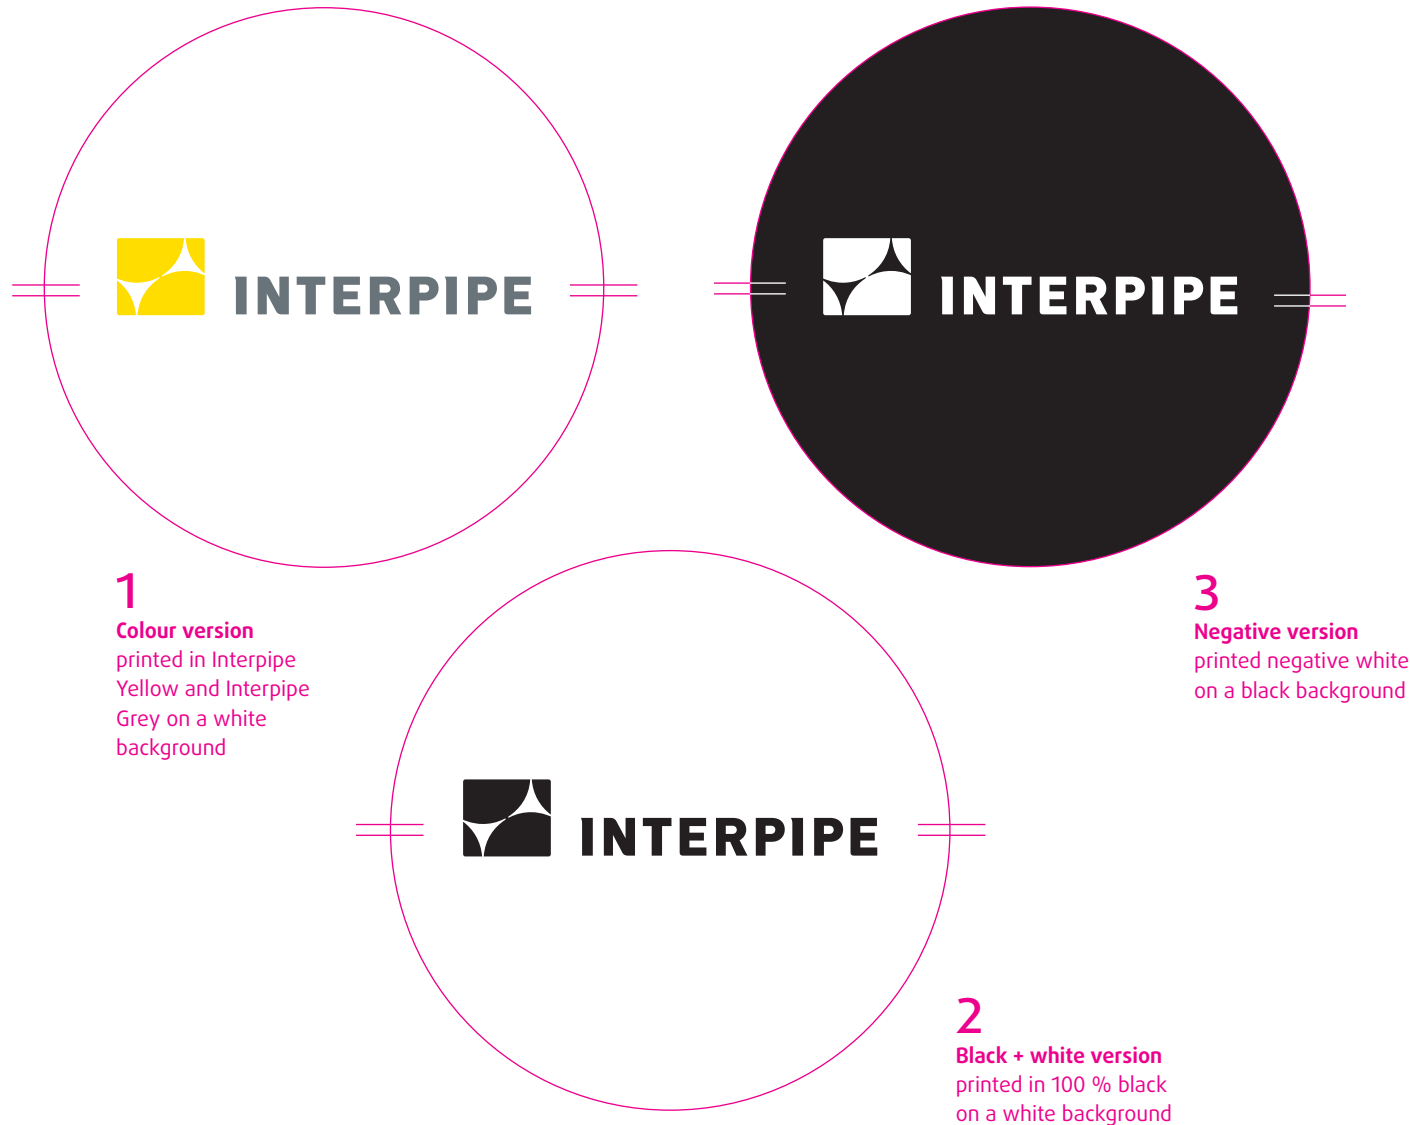 INTERPIPE
1
Colour version
printed in Interpipe
Yellow and Interpipe
Grey on a white
background
INTERPIPE
2
Black + white version
printed in 100 % black
on a white background
INTERPIPE
3
Negative version
printed negative white
on a black background